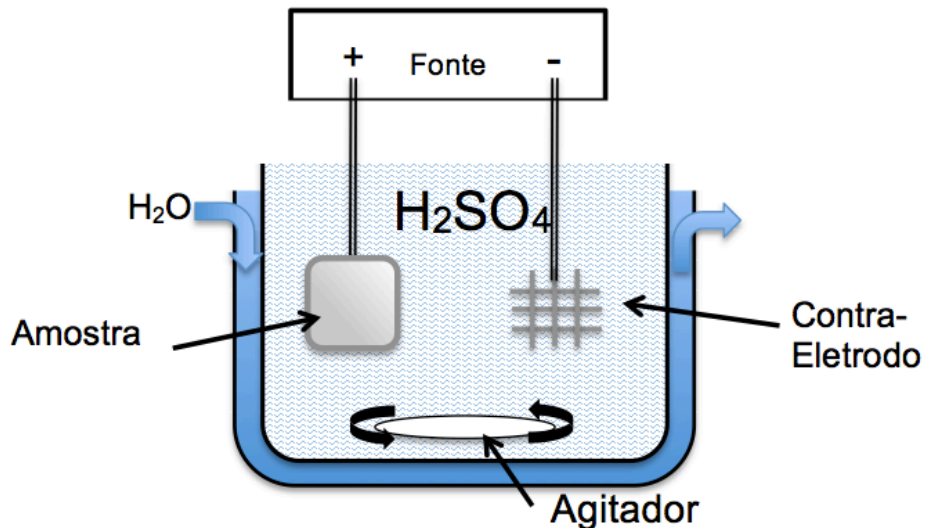 + Fonte -
H₂O
H₂SO₄
Amostra
Contra-
Eletrodo
Agitador